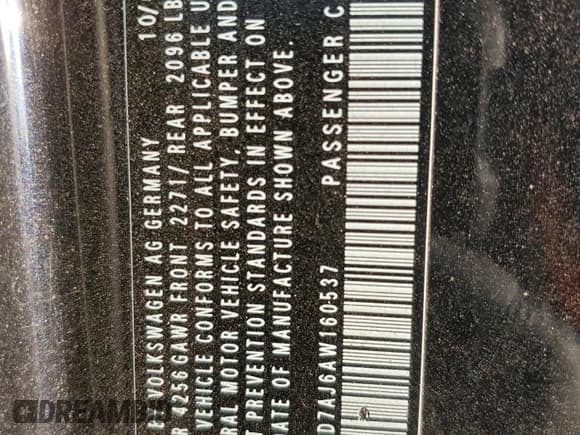 VOLKSWAGEN AG GERMANY 10/
4256 GAWR FRONT 2271/ REAR 2096 LB
VEHICLE CONFORMS TO ALL APPLICABLE U
RAL MOTOR VEHICLE SAFETY, BUMPER AND
T PREVENTION STANDARDS IN EFFECT ON
ATE OF MANUFACTURE SHOWN ABOVE.
D7AJ6AW160537 PASSENGER C